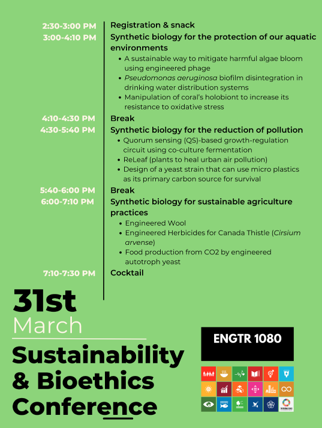 2:30-3:00 PM Registration & snack
3:00-4:10 PM Synthetic biology for the protection of our aquatic
environments
• A sustainable way to mitigate harmful algae bloom
using engineered phage
• Pseudomonas aeruginosa biofilm disintegration in
drinking water distribution systems
• Manipulation of coral's holobiont to increase its
resistance to oxidative stress
4:10-4:30 PM Break
4:30-5:40 PM Synthetic biology for the reduction of pollution
• Quorum sensing (QS)-based growth-regulation
circuit using co-culture fermentation
• ReLeaf (plants to heal urban air pollution)
• Design of a yeast strain that can use micro plastics
as its primary carbon source for survival
5:40-6:00 PM Break
6:00-7:10 PM Synthetic biology for sustainable agriculture
practices
• Engineered Wool
• Engineered Herbicides for Canada Thistle (Cirsium
arvense)
• Food production from CO2 by engineered
autotroph yeast
7:10-7:30 PM Cocktail
31st
March
Sustainability
& Bioethics
Conference
ENGTR 1080